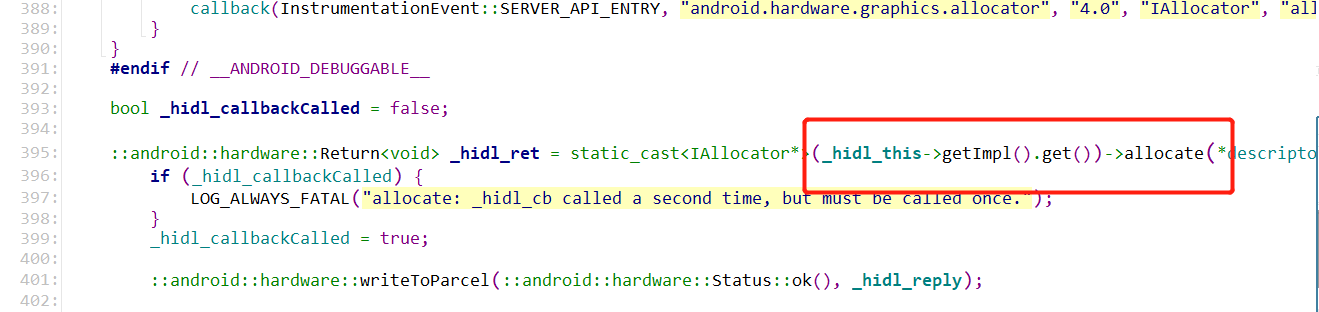 388: callback(InstrumentationEvent::SERVER_API_ENTRY, "android.hardware.graphics.allocator", "4.0", "IAllocator", "all
389: }
390: }
391: #endif // __ANDROID_DEBUGGABLE__
392:
393: bool _hidl_callbackCalled = false;
394:
395: ::android::hardware::Return<void> _hidl_ret = static_cast<IAllocator*>(_hidl_this->getImpl().get())->allocate(*descripto
396: if (_hidl_callbackCalled) {
397: LOG_ALWAYS_FATAL("allocate: _hidl_cb called a second time, but must be called once.");
398: }
399: _hidl_callbackCalled = true;
400:
401: ::android::hardware::writeToParcel(::android::hardware::Status::ok(), _hidl_reply);
402: